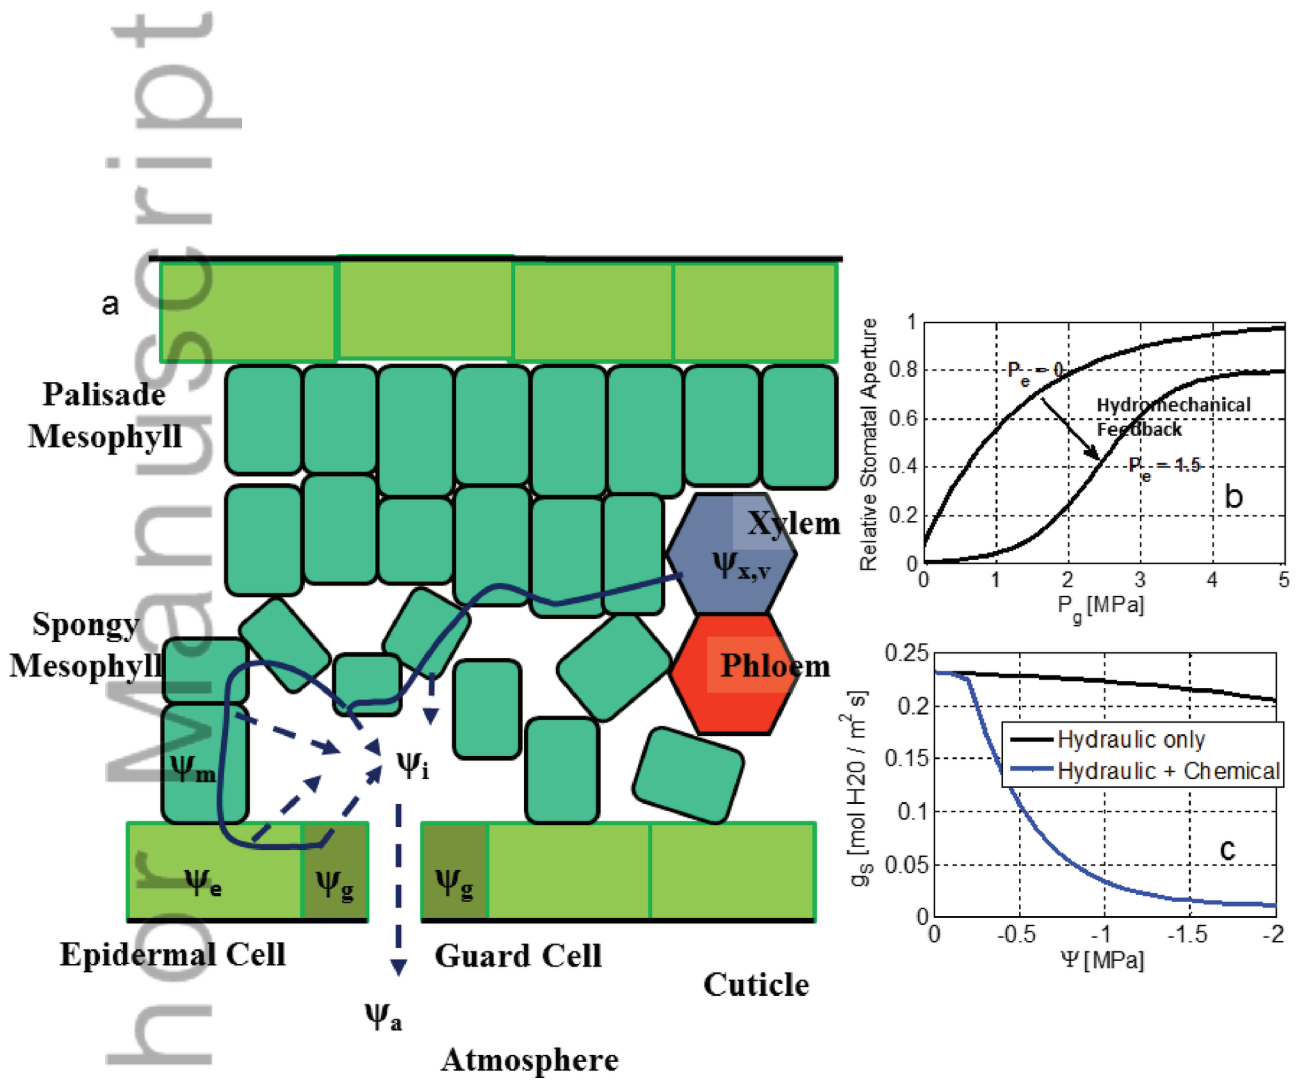 hor Manuscript
a
Palisade
Mesophyll
Spongy
Mesophyll
Xylem
Ψx,v
Phloem
Ψm
Ψi
Ψe
Ψg
Ψg
Epidermal Cell
Guard Cell
Cuticle
Ψa
Atmosphere
Relative Stomatal Aperture
1
0.8
0.6
0.4
0.2
0
Pe = 0
Hydromechanical
Feedback
Pe = 1.5
b
0 1 2 3 4 5
Pg [MPa]
gs [mol H20 / m² s]
0.25
0.2
0.15
0.1
0.05
0
Hydraulic only
Hydraulic + Chemical
c
0 -0.5 -1 -1.5 -2
Ψ [MPa]